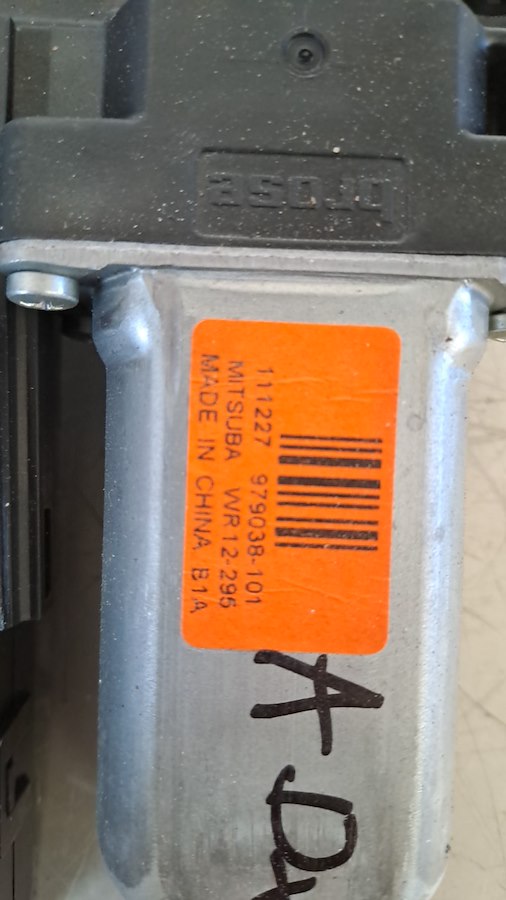 brose
111227 979038-101
MITSUBA WR12-295
MADE IN CHINA B1A
A